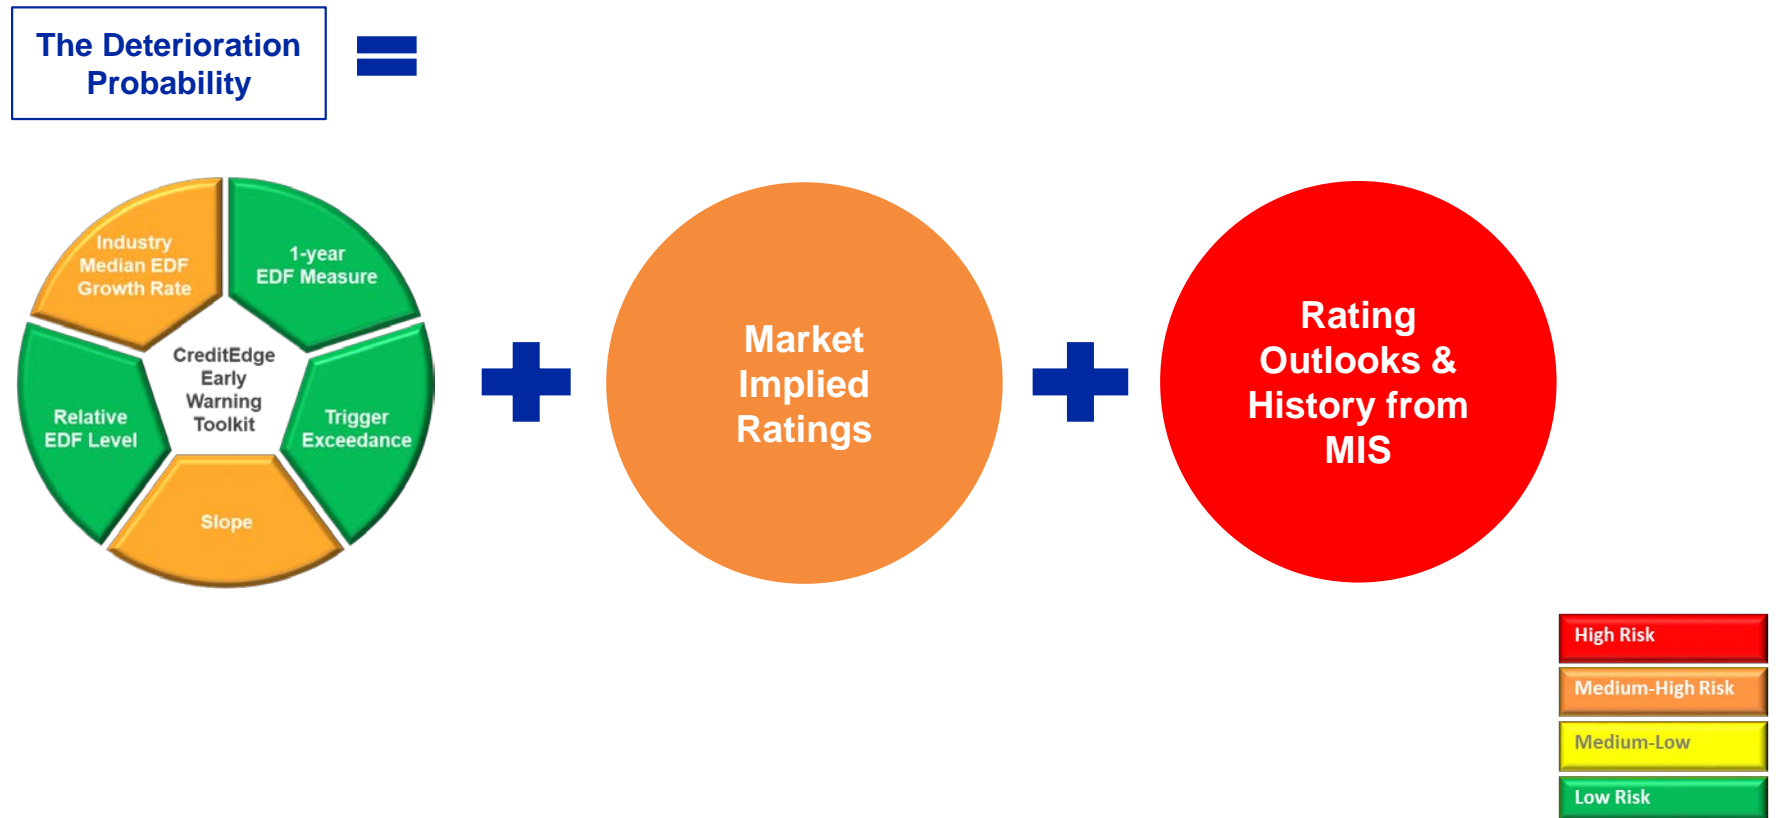 The Deterioration
Probability
Industry
Median EDF
Growth Rate
1-year
EDF Measure
CreditEdge
Early
Warning
Toolkit
Relative
EDF Level
Trigger
Exceedance
Slope
Market
Implied
Ratings
Rating
Outlooks &
History from
MIS
High Risk
Medium-High Risk
Medium-Low
Low Risk